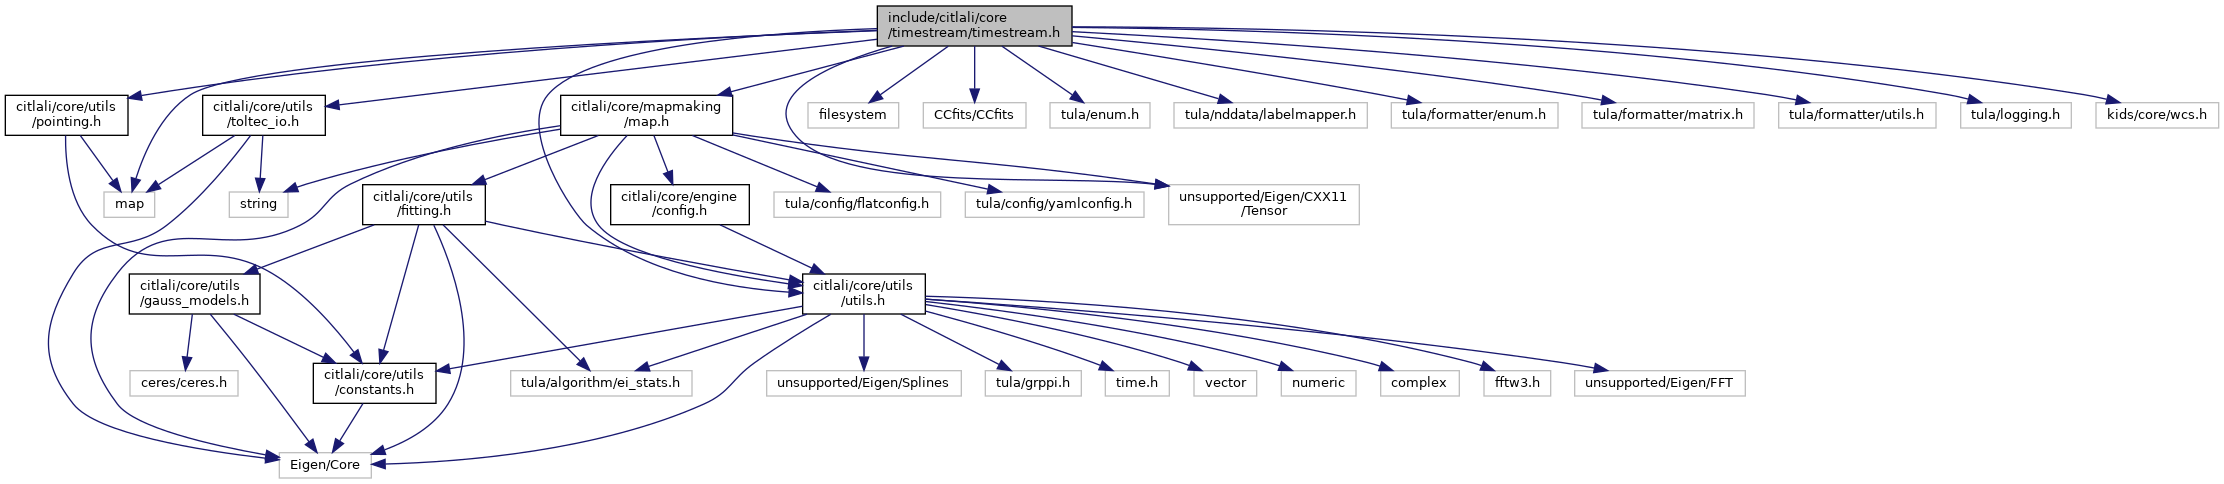 include/citlali/core
/timestream/timestream.h
citlali/core/utils
/pointing.h
citlali/core/utils
/toltec_io.h
citlali/core/mapmaking
/map.h
filesystem
CCfits/CCfits
tula/enum.h
tula/nddata/labelmapper.h
tula/formatter/enum.h
tula/formatter/matrix.h
tula/formatter/utils.h
tula/logging.h
kids/core/wcs.h
map
string
citlali/core/utils
/fitting.h
citlali/core/engine
/config.h
tula/config/flatconfig.h
tula/config/yamlconfig.h
unsupported/Eigen/CXX11
/Tensor
citlali/core/utils
/gauss_models.h
citlali/core/utils
/utils.h
ceres/ceres.h
citlali/core/utils
/constants.h
tula/algorithm/ei_stats.h
unsupported/Eigen/Splines
tula/grppi.h
time.h
vector
numeric
complex
fftw3.h
unsupported/Eigen/FFT
Eigen/Core